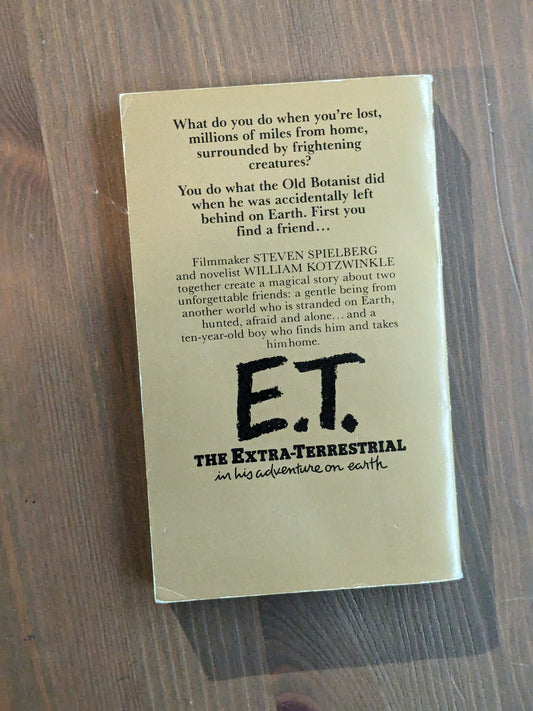 What do you do when you're lost,
millions of miles from home,
surrounded by frightening
creatures?
You do what the Old Botanist did
when he was accidentally left
behind on Earth. First you
find a friend...
Filmmaker STEVEN SPIELBERG
and novelist WILLIAM KOTZWINKLE
together create a magical story about two
unforgettable friends: a gentle being from
another world who is stranded on Earth,
hunted, afraid and alone...and a
ten-year-old boy who finds him and takes
him home.
E.T.
THE EXTRA-TERRESTRIAL
in his adventure on earth